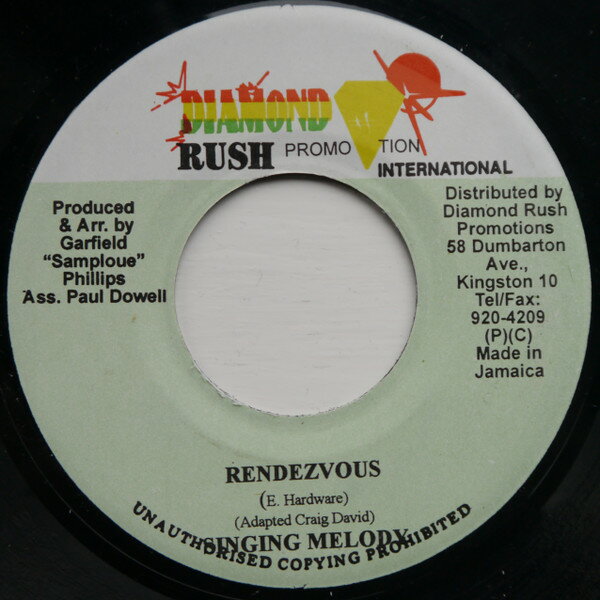 DIAMOND
RUSH PROMOTION
INTERNATIONAL
Produced
& Arr. by
Garfield
“Samploue”
Phillips
Ass. Paul Dowell
Distributed by
Diamond Rush
Promotions
58 Dumbarton
Ave.,
Kingston 10
Tel/Fax:
920-4209
(P)(C)
Made in
Jamaica
RENDEZVOUS
(E. Hardware)
(Adapted Craig David)
SINGING MELODY
UNAUTHORISED COPYING PROHIBITED